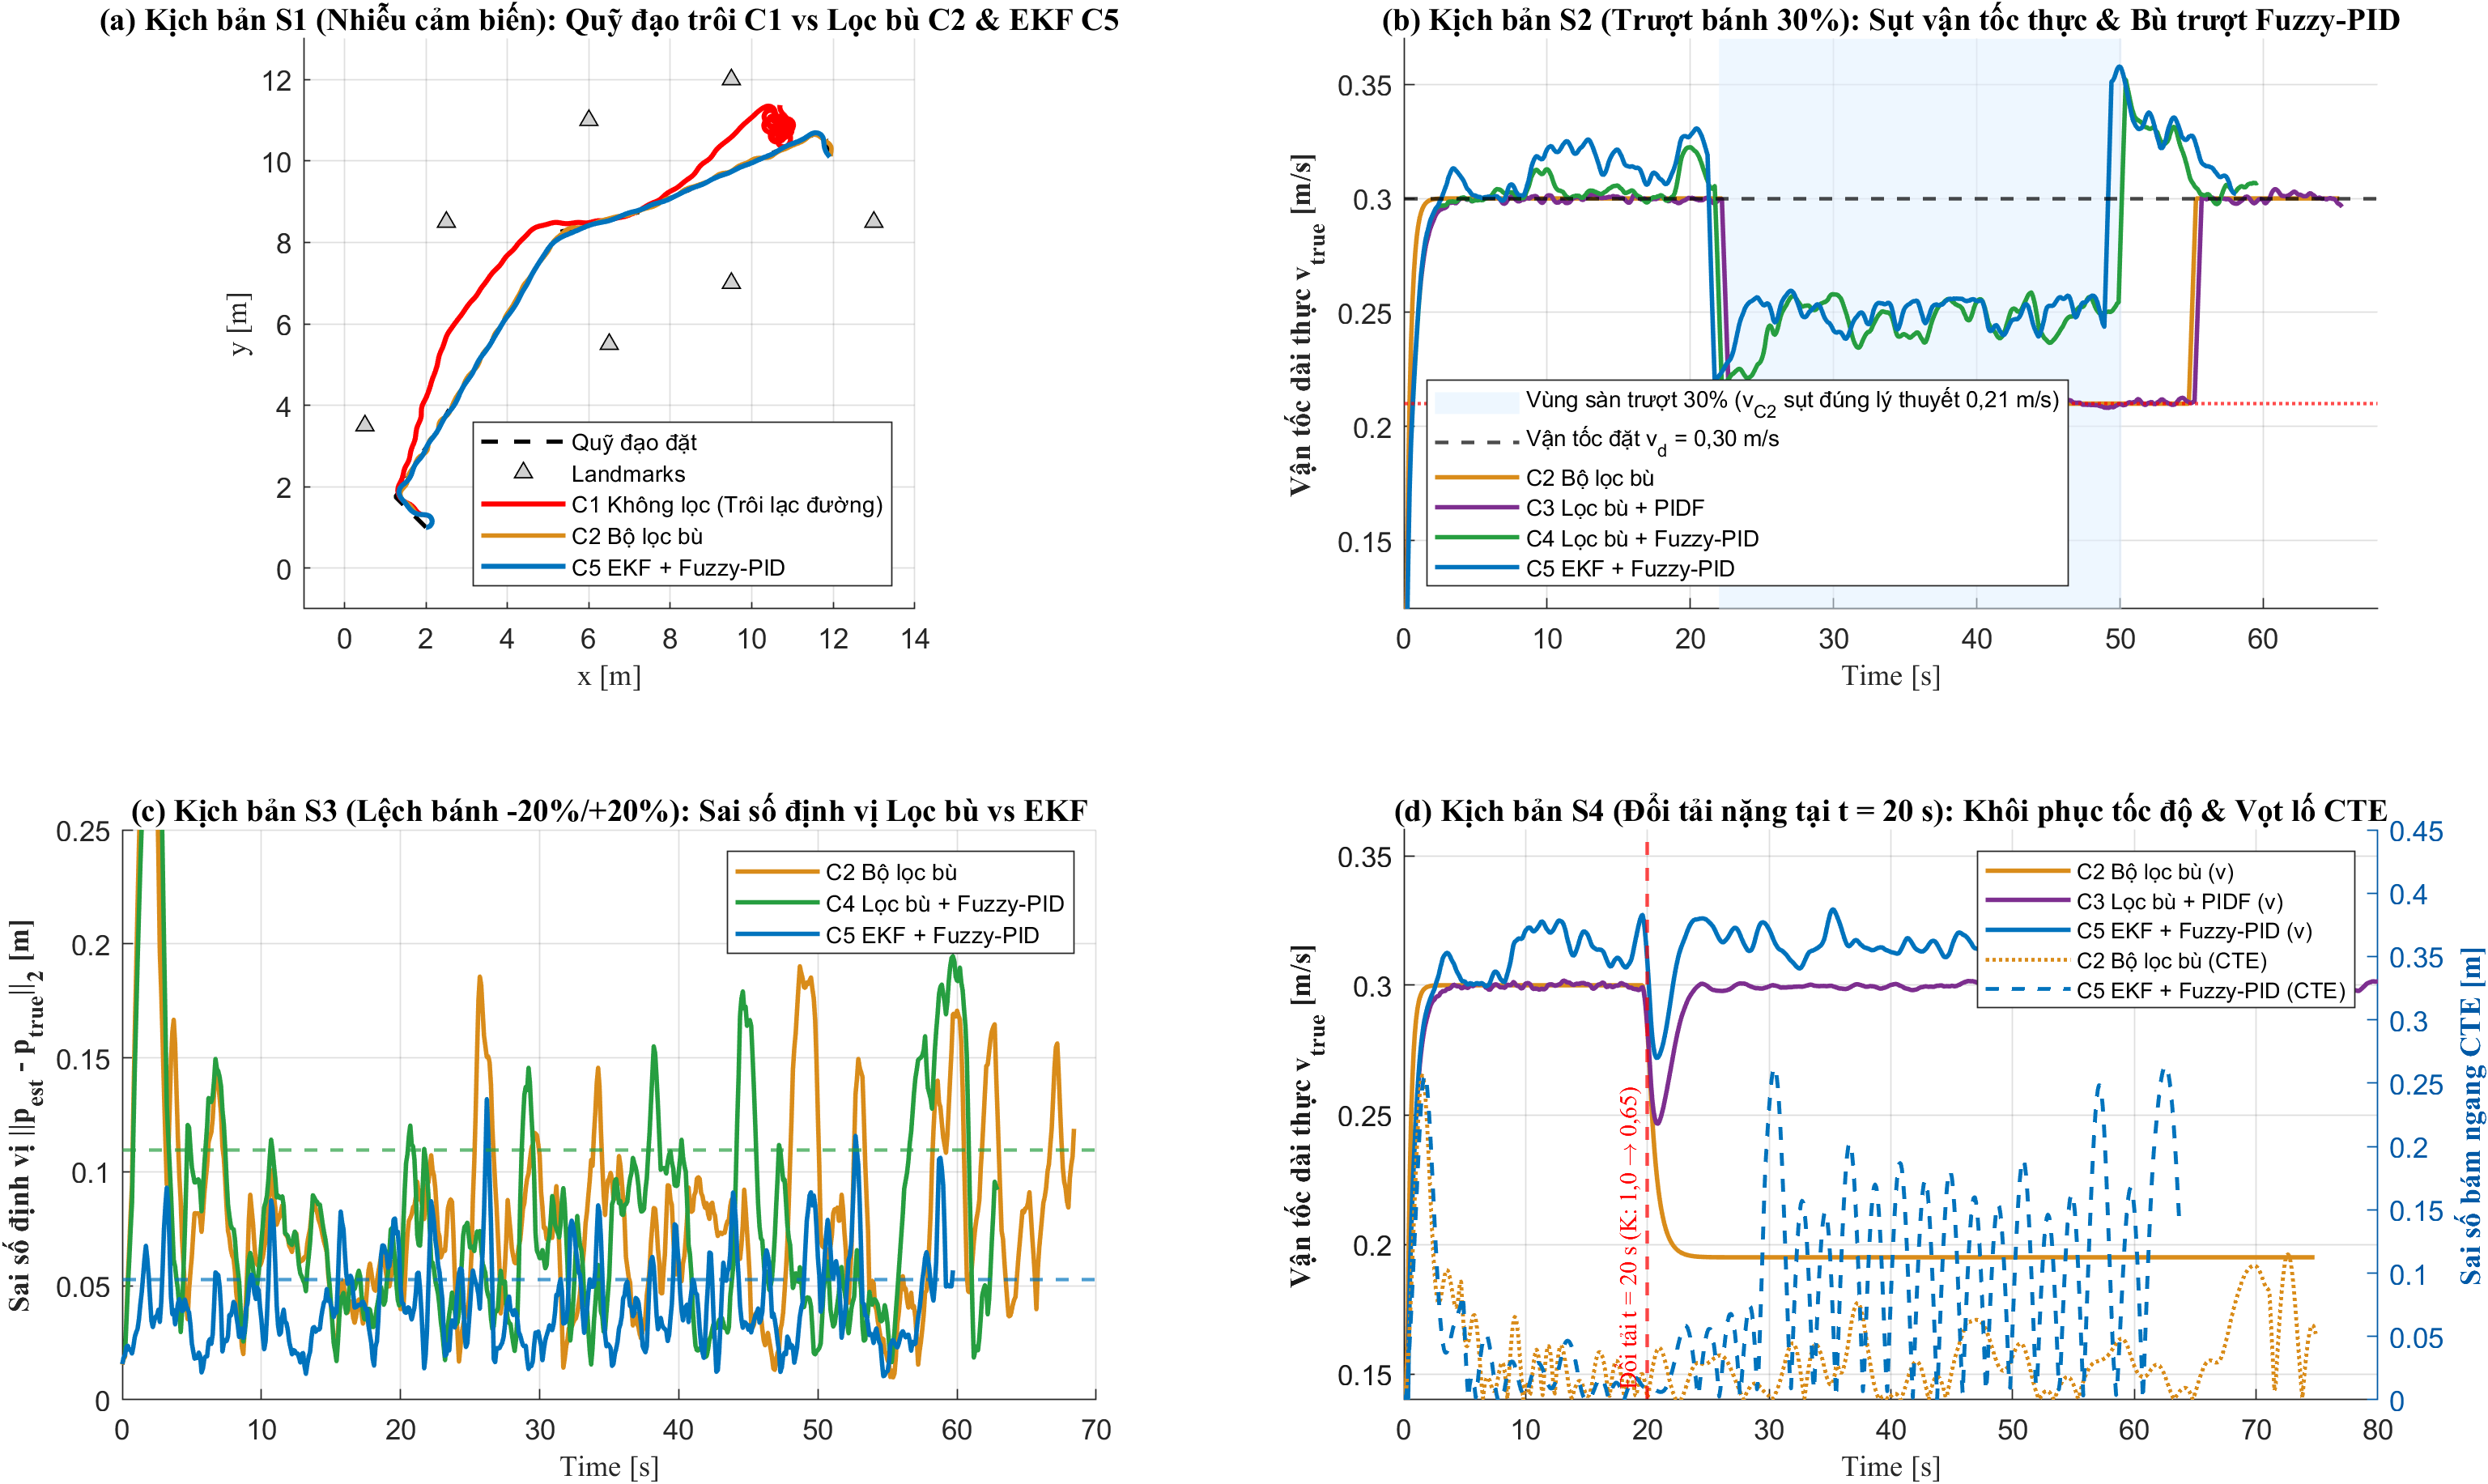 (a) Kịch bản S1 (Nhiễu cảm biến): Quỹ đạo trôi C1 vs Lọc bù C2 & EKF C5
12
10
8
6
4
2
0
y [m]
Quỹ đạo đặt
Landmarks
C1 Không lọc (Trôi lạc đường)
C2 Bộ lọc bù
C5 EKF + Fuzzy-PID
0 2 4 6 8 10 12 14
x [m]
(b) Kịch bản S2 (Trượt bánh 30%): Sụt vận tốc thực & Bù trượt Fuzzy-PID
0.35
0.3
0.25
0.2
0.15
Vận tốc dài thực v_true [m/s]
Vùng sàn trượt 30% (v_C2 sụt đúng lý thuyết 0,21 m/s)
Vận tốc đặt v_d = 0,30 m/s
C2 Bộ lọc bù
C3 Lọc bù + PIDF
C4 Lọc bù + Fuzzy-PID
C5 EKF + Fuzzy-PID
0 10 20 30 40 50 60
Time [s]
(c) Kịch bản S3 (Lệch bánh -20%/+20%): Sai số định vị Lọc bù vs EKF
0.25
0.2
0.15
0.1
0.05
0
Sai số định vị ||p_est - p_true||_2 [m]
C2 Bộ lọc bù
C4 Lọc bù + Fuzzy-PID
C5 EKF + Fuzzy-PID
0 10 20 30 40 50 60 70
Time [s]
(d) Kịch bản S4 (Đổi tải nặng tại t = 20 s): Khôi phục tốc độ & Vọt lố CTE
0.35
0.3
0.25
0.2
0.15
Vận tốc dài thực v_true [m/s]
Đổi tải t = 20 s (K: 1,0 → 0,65)
C2 Bộ lọc bù (v)
C3 Lọc bù + PIDF (v)
C5 EKF + Fuzzy-PID (v)
C2 Bộ lọc bù (CTE)
C5 EKF + Fuzzy-PID (CTE)
0.45
0.4
0.35
0.3
0.25
0.2
0.15
0.1
0.05
0
Sai số bám ngang CTE [m]
0 10 20 30 40 50 60 70 80
Time [s]